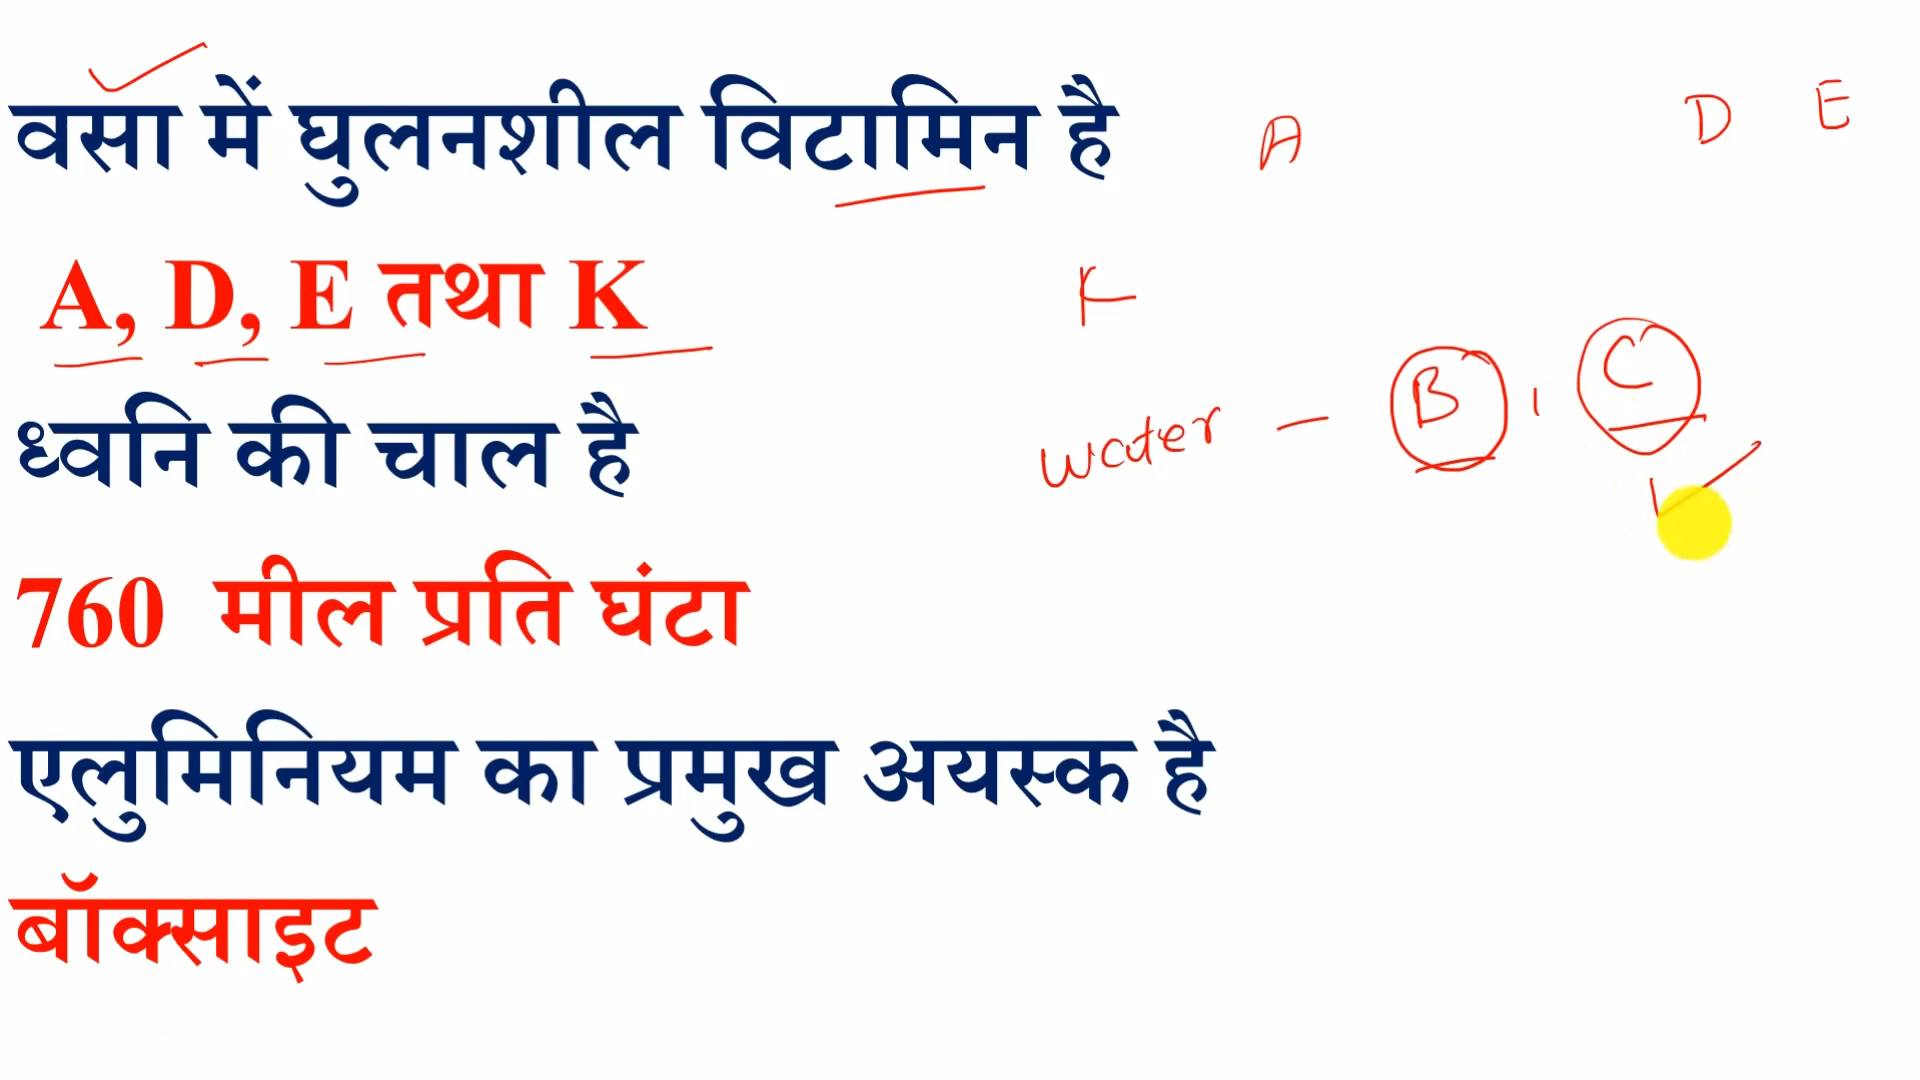 वसा में घुलनशील विटामिन है A D E
A, D, E तथा K K
ध्वनि की चाल है water - B, C
760 मील प्रति घंटा
एलुमिनियम का प्रमुख अयस्क है
बॉक्साइट